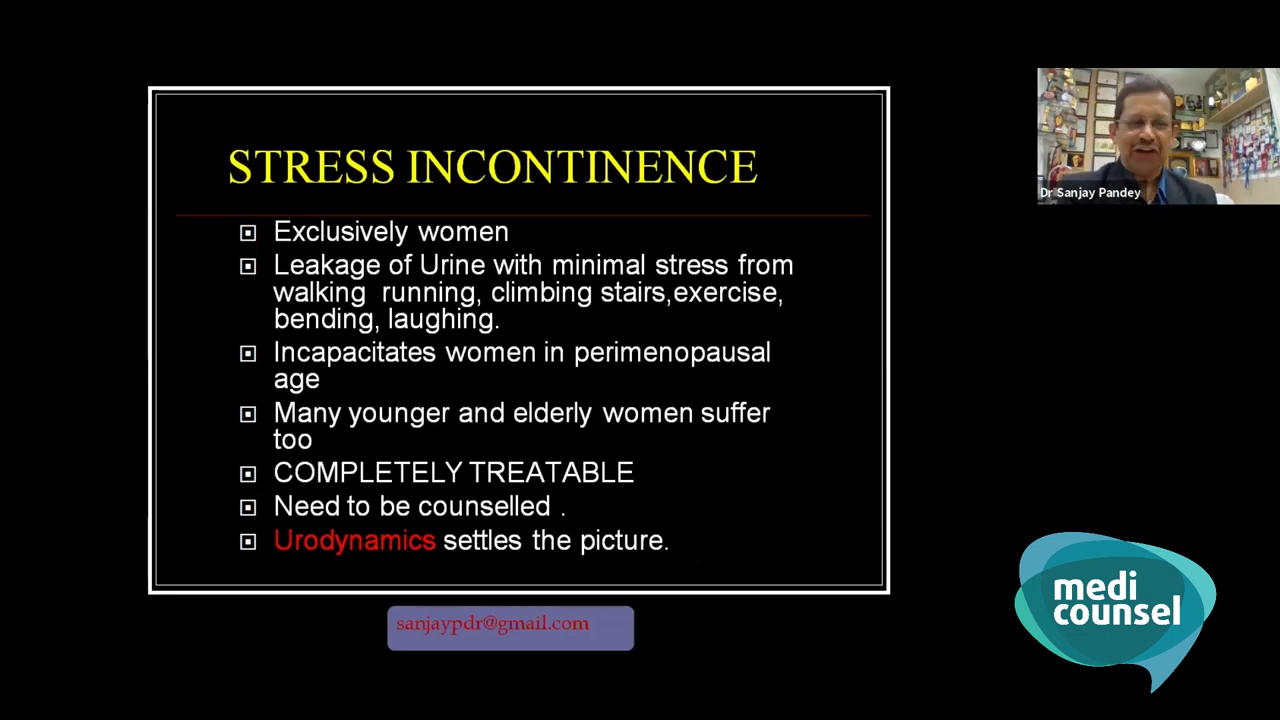 STRESS INCONTINENCE
Exclusively women
Leakage of Urine with minimal stress from
walking running, climbing stairs,exercise,
bending, laughing.
Incapacitates women in perimenopausal
age
Many younger and elderly women suffer
too
COMPLETELY TREATABLE
Need to be counselled .
Urodynamics settles the picture.
sanjaypdr@gmail.com
Dr Sanjay Pandey
medi
counsel